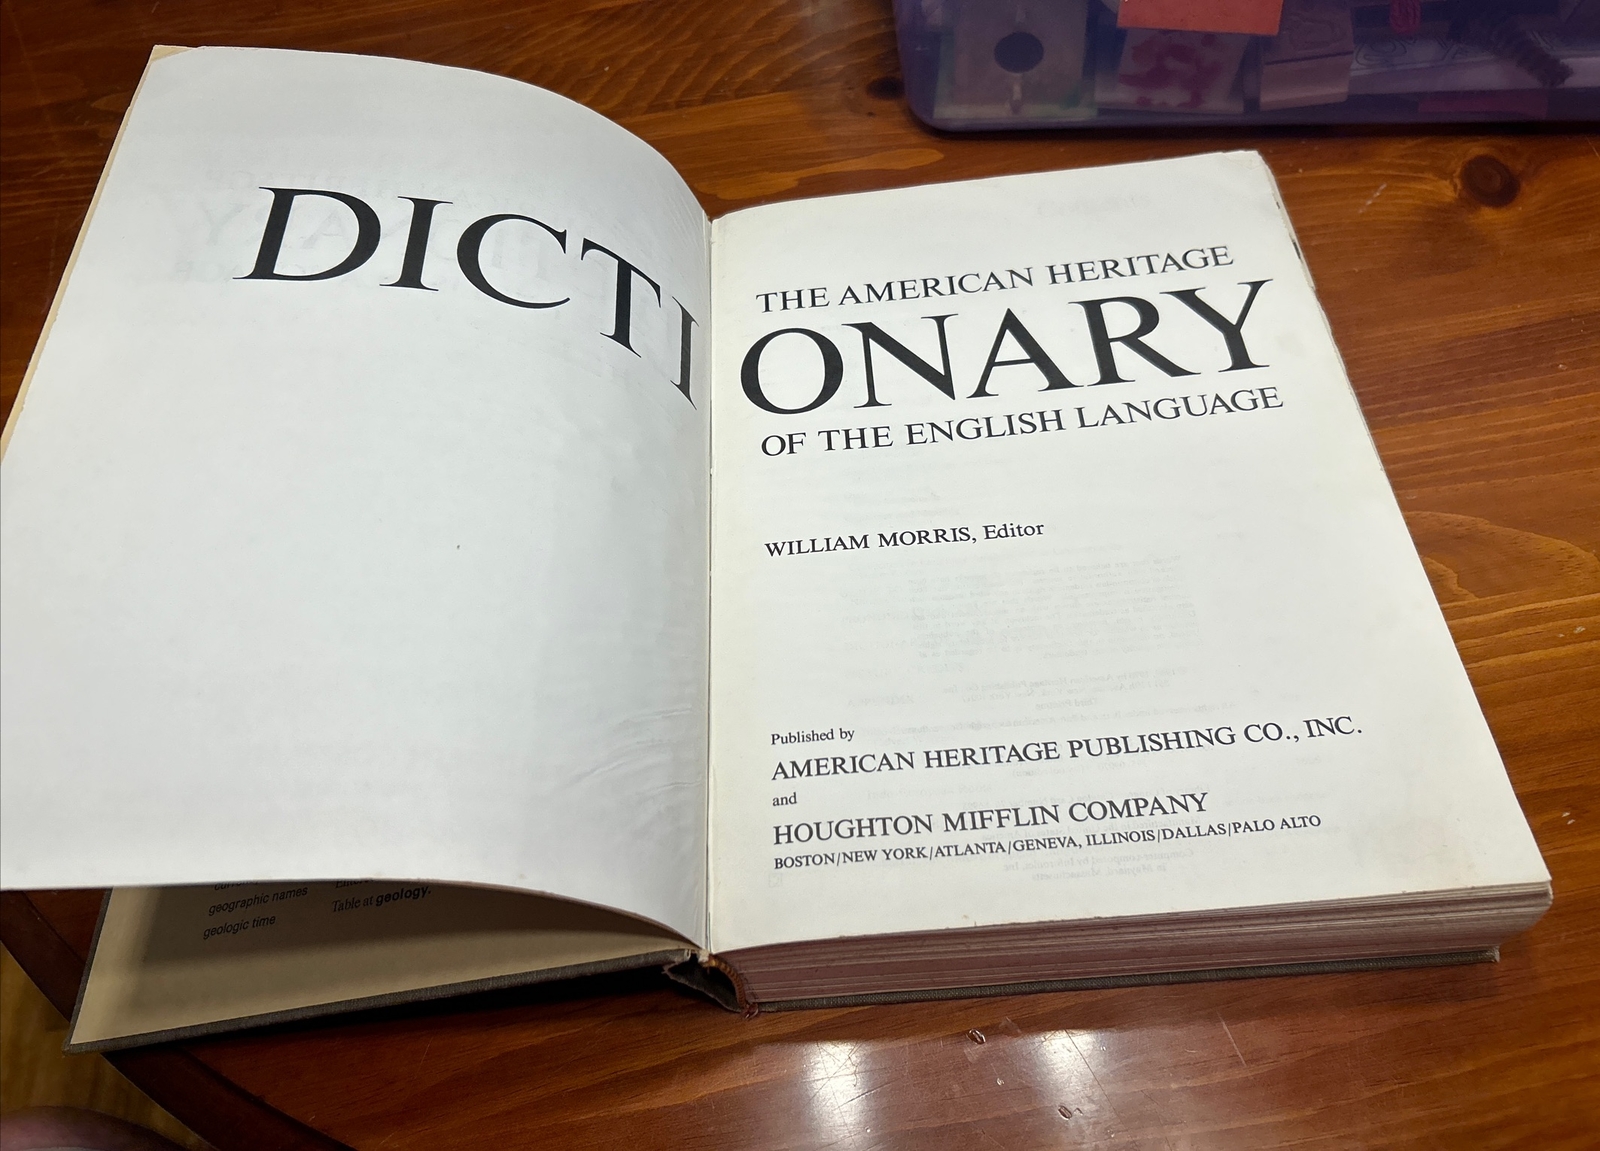 DICTI
THE AMERICAN HERITAGE
ONARY
OF THE ENGLISH LANGUAGE
WILLIAM MORRIS, Editor
Published by
AMERICAN HERITAGE PUBLISHING CO., INC.
and
HOUGHTON MIFFLIN COMPANY
BOSTON/NEW YORK/ATLANTA/GENEVA, ILLINOIS/DALLAS/PALO ALTO
geographic names
Table at geology.
geologic time